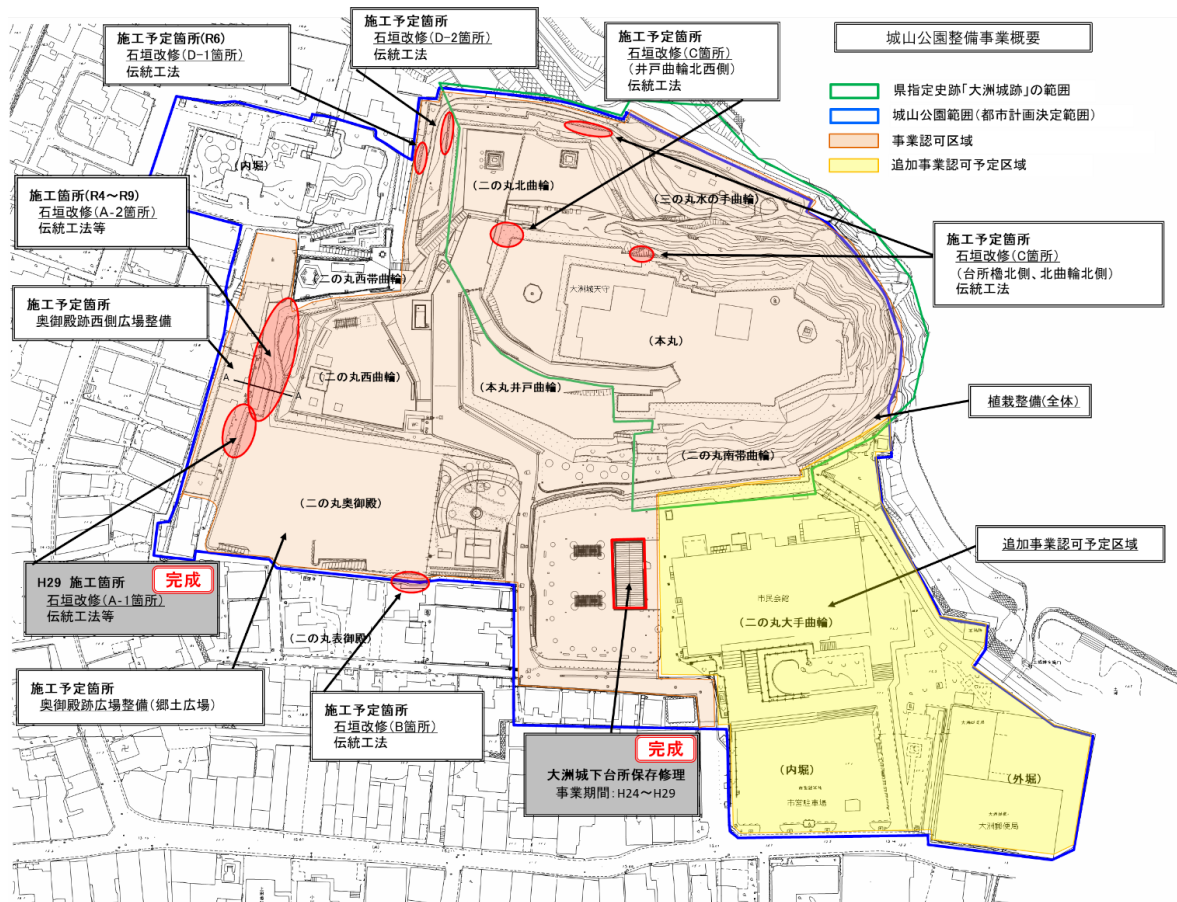 城山公園整備事業概要
県指定史跡「大洲城跡」の範囲
城山公園範囲(都市計画決定範囲)
事業認可区域
追加事業認可予定区域
施工予定箇所(R6)
石垣改修(D-1箇所)
伝統工法
施工予定箇所
石垣改修(D-2箇所)
伝統工法
施工予定箇所
石垣改修(C箇所)
(井戸曲輪北西側)
伝統工法
施工箇所(R4～R9)
石垣改修(A-2箇所)
伝統工法等
施工予定箇所
奥御殿跡西側広場整備
施工予定箇所
石垣改修(C箇所)
(台所櫓北側、北曲輪北側)
伝統工法
植栽整備(全体)
追加事業認可予定区域
(内堀)
(二の丸北曲輪)
(三の丸水の手曲輪)
(二の丸西帯曲輪)
大洲城天守
(本丸)
(二の丸西曲輪)
(本丸井戸曲輪)
A
A
(二の丸南帯曲輪)
(二の丸奥御殿)
市民会館
(二の丸大手曲輪)
(二の丸表御殿)
H29 施工箇所
完成
石垣改修(A-1箇所)
伝統工法等
施工予定箇所
奥御殿跡広場整備(郷土広場)
施工予定箇所
石垣改修(B箇所)
伝統工法
完成
大洲城下台所保存修理
事業期間:H24～H29
(内堀)
市営駐車場
(外堀)
大洲郵便局